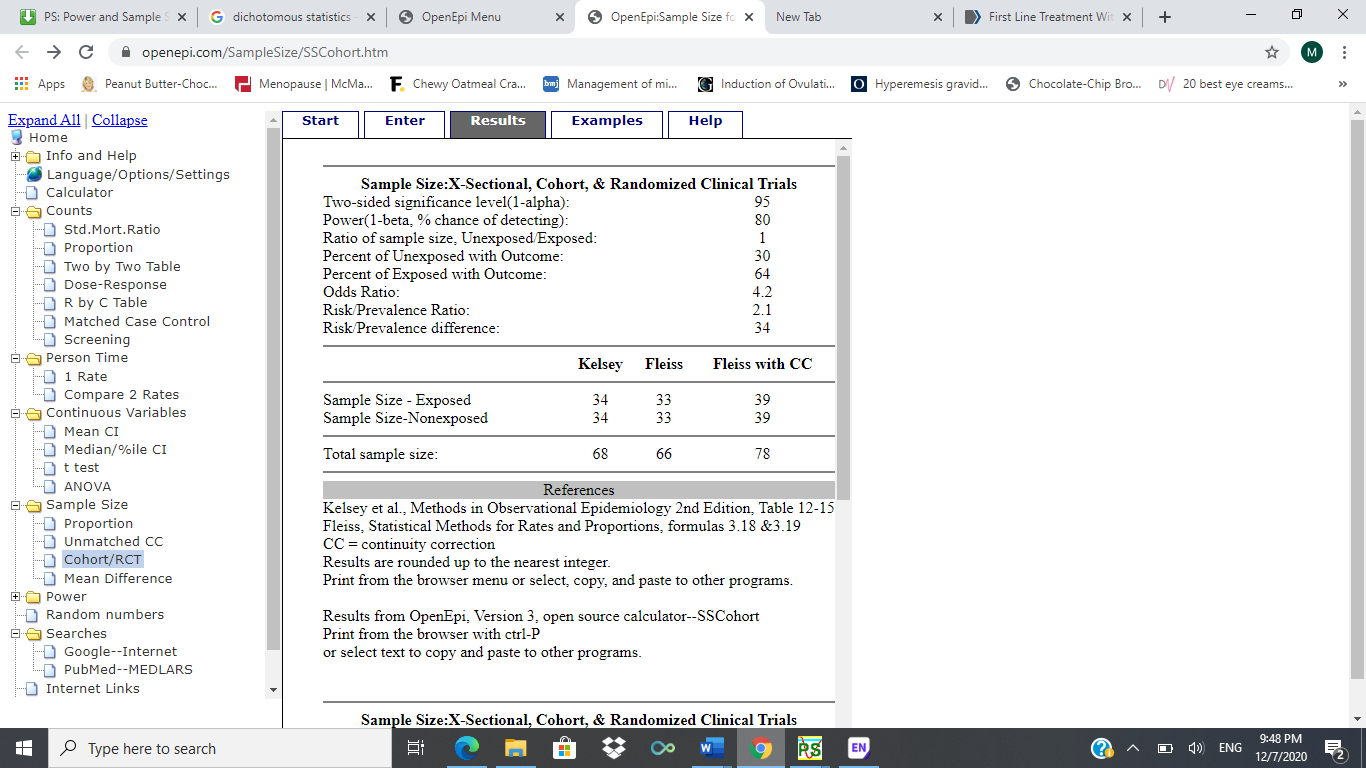 PS: Power and Sample S
dichotomous statistics -
OpenEpi Menu
OpenEpi:Sample Size fo
New Tab
First Line Treatment Wit
openepi.com/SampleSize/SSCohort.htm
M
Apps
Peanut Butter-Choc...
Menopause | McMa...
Chewy Oatmeal Cra...
bmj
Management of mi...
Induction of Ovulati...
Hyperemesis gravid...
Chocolate-Chip Bro...
20 best eye creams...
»
Expand All | Collapse
Home
Info and Help
Language/Options/Settings
Calculator
Counts
Std.Mort.Ratio
Proportion
Two by Two Table
Dose-Response
R by C Table
Matched Case Control
Screening
Person Time
1 Rate
Compare 2 Rates
Continuous Variables
Mean CI
Median/%ile CI
t test
ANOVA
Sample Size
Proportion
Unmatched CC
Cohort/RCT
Mean Difference
Power
Random numbers
Searches
Google--Internet
PubMed--MEDLARS
Internet Links
Start Enter Results Examples Help
Sample Size:X-Sectional, Cohort, & Randomized Clinical Trials
Two-sided significance level(1-alpha): 95
Power(1-beta, % chance of detecting): 80
Ratio of sample size, Unexposed/Exposed: 1
Percent of Unexposed with Outcome: 30
Percent of Exposed with Outcome: 64
Odds Ratio: 4.2
Risk/Prevalence Ratio: 2.1
Risk/Prevalence difference: 34
Kelsey Fleiss Fleiss with CC
Sample Size - Exposed 34 33 39
Sample Size-Nonexposed 34 33 39
Total sample size: 68 66 78
References
Kelsey et al., Methods in Observational Epidemiology 2nd Edition, Table 12-15
Fleiss, Statistical Methods for Rates and Proportions, formulas 3.18 &3.19
CC = continuity correction
Results are rounded up to the nearest integer.
Print from the browser menu or select, copy, and paste to other programs.
Results from OpenEpi, Version 3, open source calculator--SSCohort
Print from the browser with ctrl-P
or select text to copy and paste to other programs.
Sample Size:X-Sectional, Cohort, & Randomized Clinical Trials
Type here to search
PS
EN
ENG
9:48 PM
12/7/2020
2